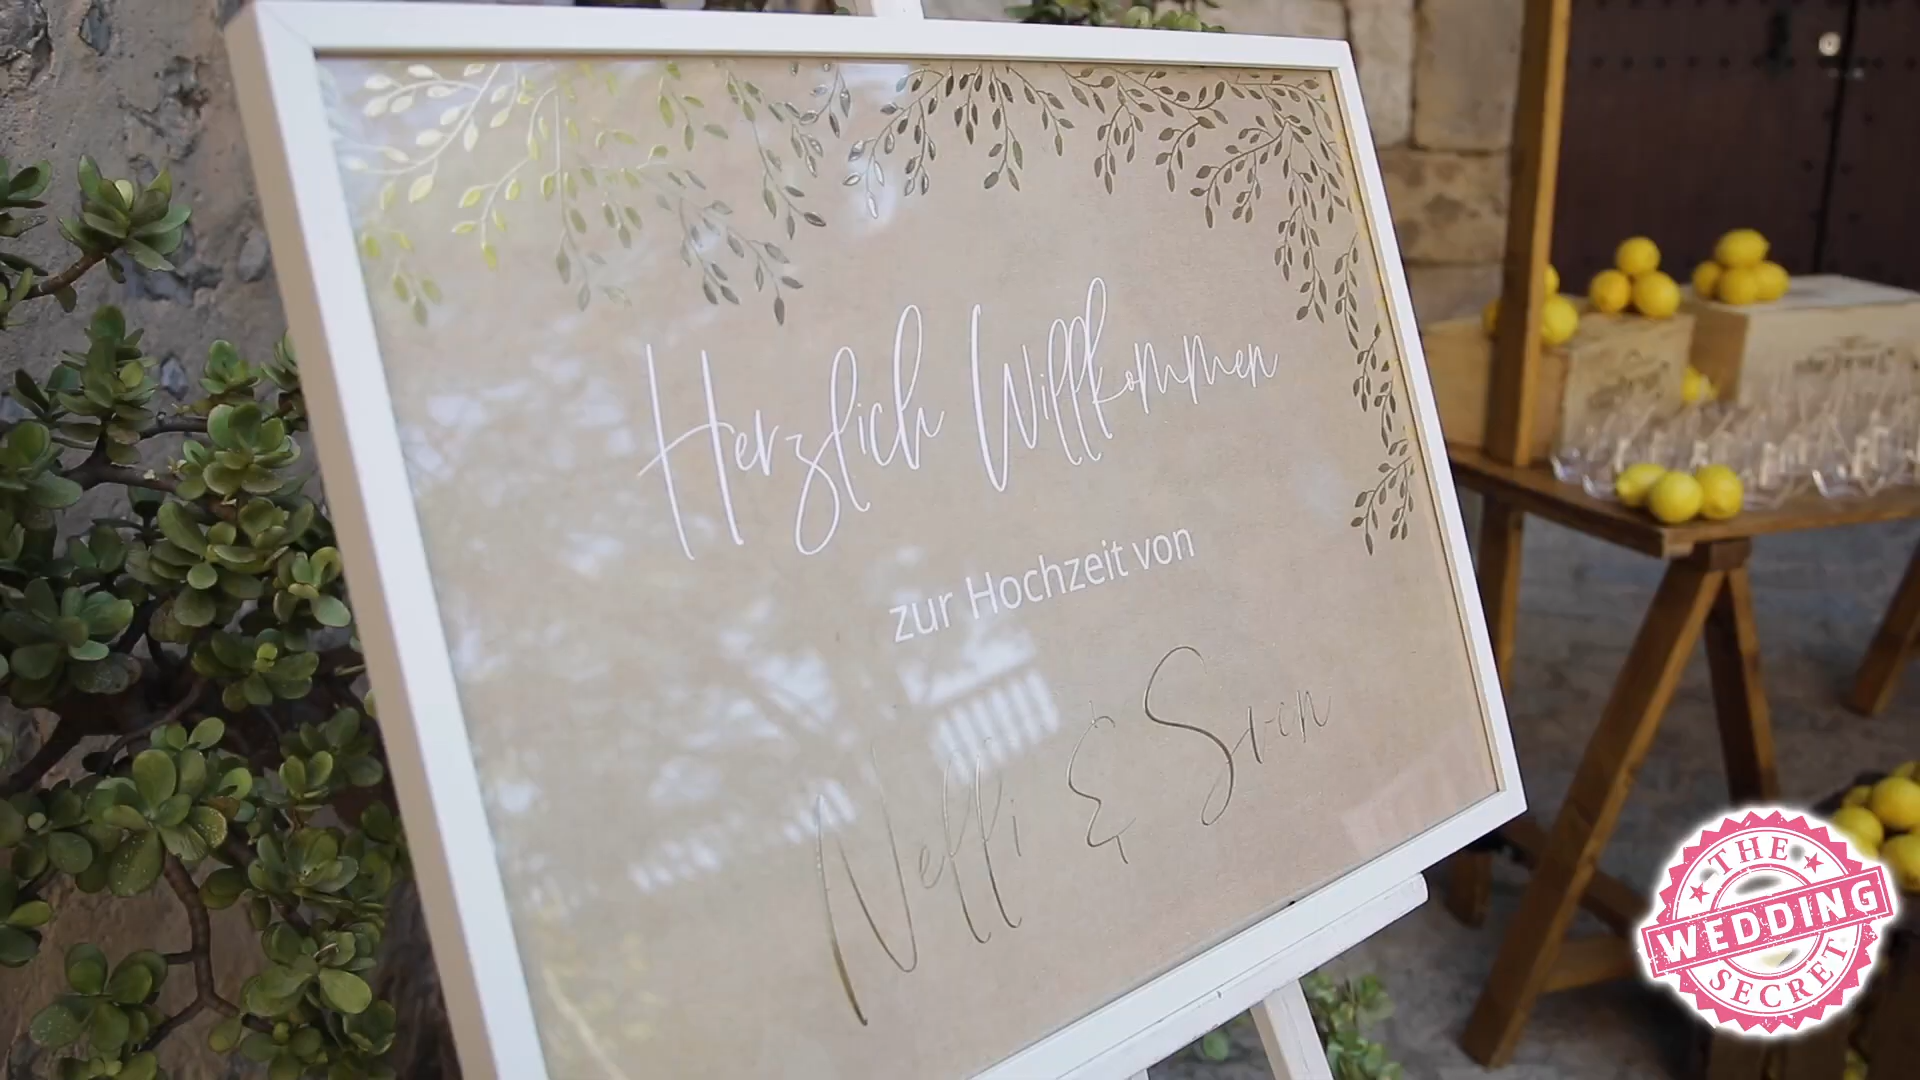 Herzlich Willkommen
zur Hochzeit von
Nelli & Sven
THE
WEDDING
SECRET